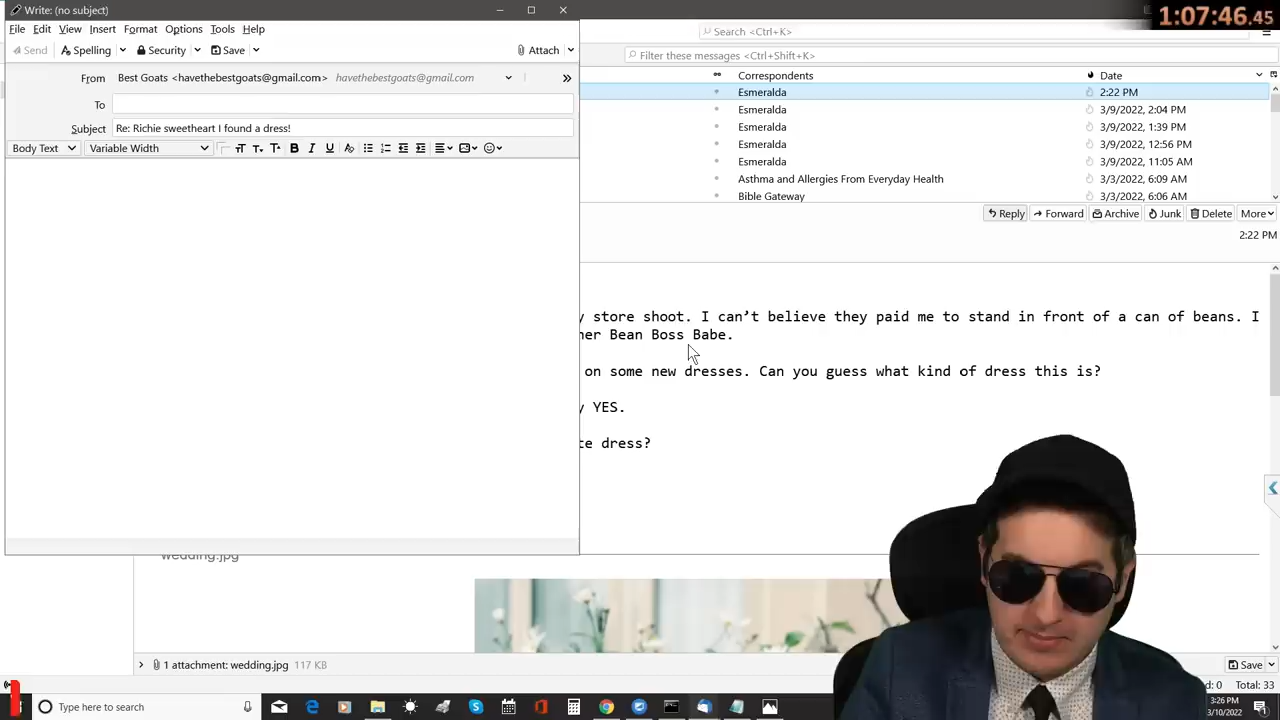 Write: (no subject)
1:07:46.45
File Edit View Insert Format Options Tools Help
Search <Ctrl+K>
Send Spelling Security Save Attach
Filter these messages <Ctrl+Shift+K>
From Best Goats <havethebestgoats@gmail.com> havethebestgoats@gmail.com
Correspondents Date
Esmeralda 2:22 PM
To
Esmeralda 3/9/2022, 2:04 PM
Subject Re: Richie sweetheart I found a dress!
Esmeralda 3/9/2022, 1:39 PM
Body Text Variable Width
Esmeralda 3/9/2022, 12:56 PM
Esmeralda 3/9/2022, 11:05 AM
Asthma and Allergies From Everyday Health 3/3/2022, 6:09 AM
Bible Gateway 3/3/2022, 6:06 AM
Reply Forward Archive Junk Delete More
2:22 PM
y store shoot. I can’t believe they paid me to stand in front of a can of beans. I
her Bean Boss Babe.
on some new dresses. Can you guess what kind of dress this is?
y YES.
te dress?
wedding.jpg
1 attachment: wedding.jpg 117 KB Save
d: 0 Total: 33
Type here to search
3:26 PM
3/10/2022